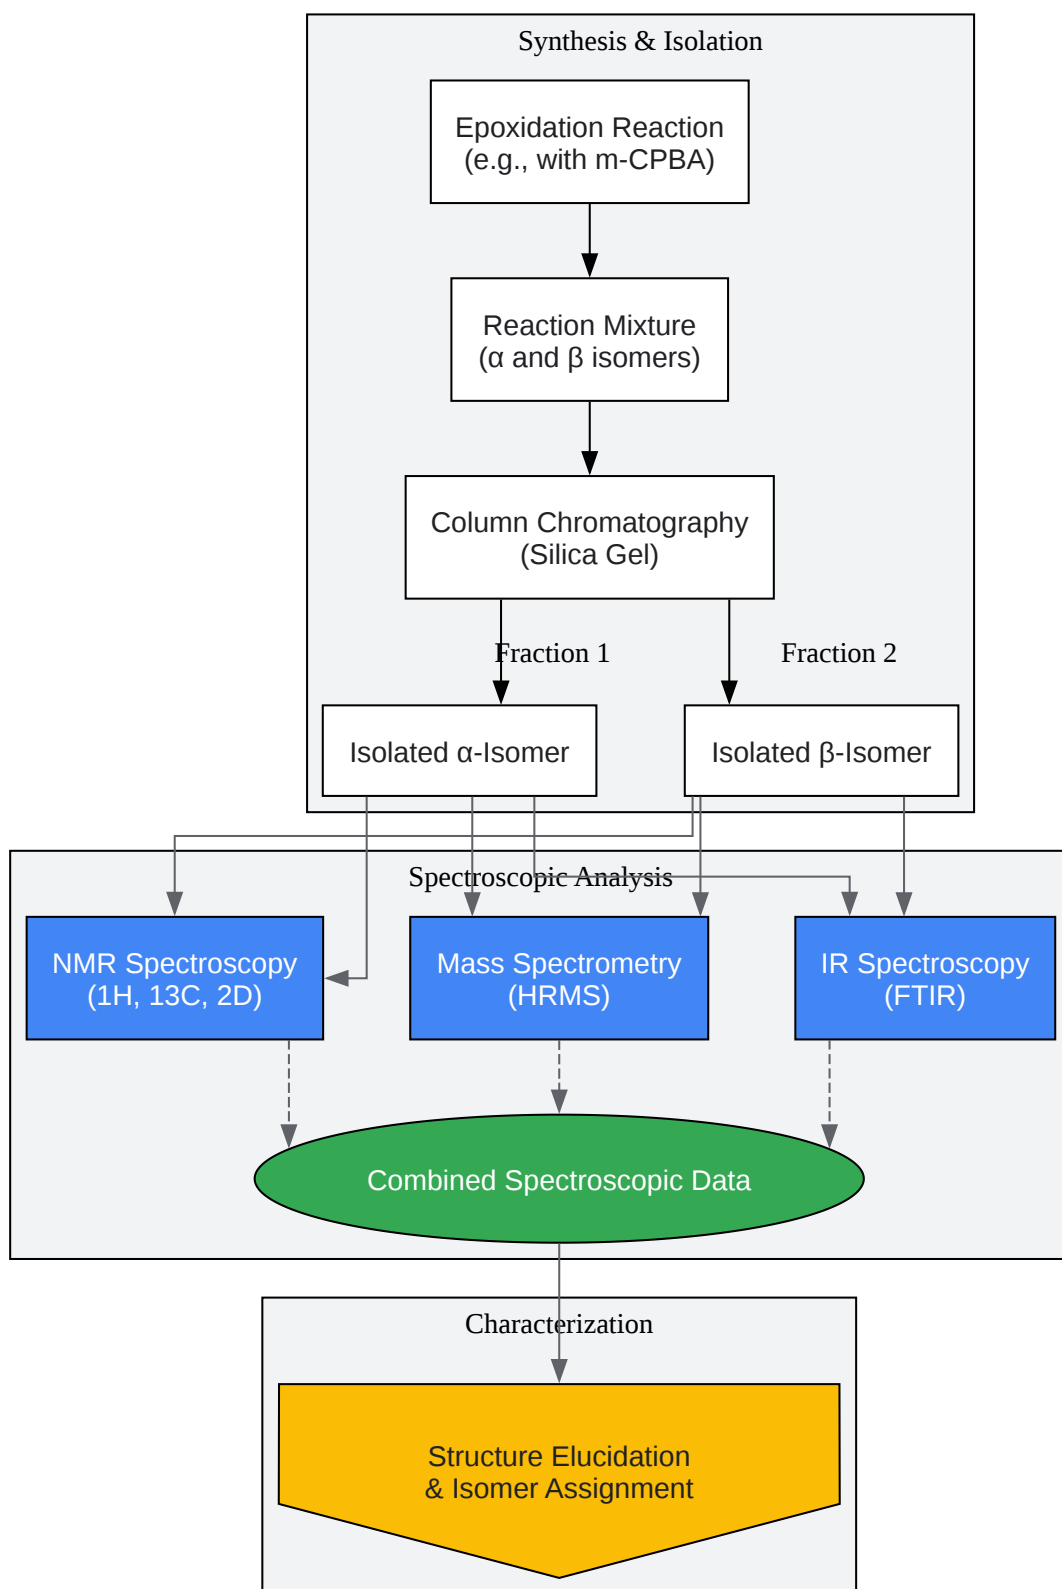 Synthesis & Isolation
Epoxidation Reaction
(e.g., with m-CPBA)
Reaction Mixture
(α and β isomers)
Column Chromatography
(Silica Gel)
Fraction 1
Fraction 2
Isolated α-Isomer
Isolated β-Isomer
Spectroscopic Analysis
NMR Spectroscopy
(1H, 13C, 2D)
Mass Spectrometry
(HRMS)
IR Spectroscopy
(FTIR)
Combined Spectroscopic Data
Characterization
Structure Elucidation
& Isomer Assignment